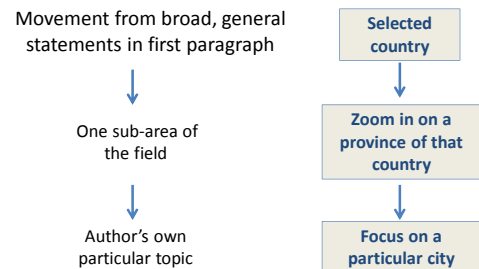 Movement from broad, general
statements in first paragraph
One sub-area of
the field
Author's own
particular topic
Selected
country
Zoom in on a
province of that
country
Focus on a
particular city